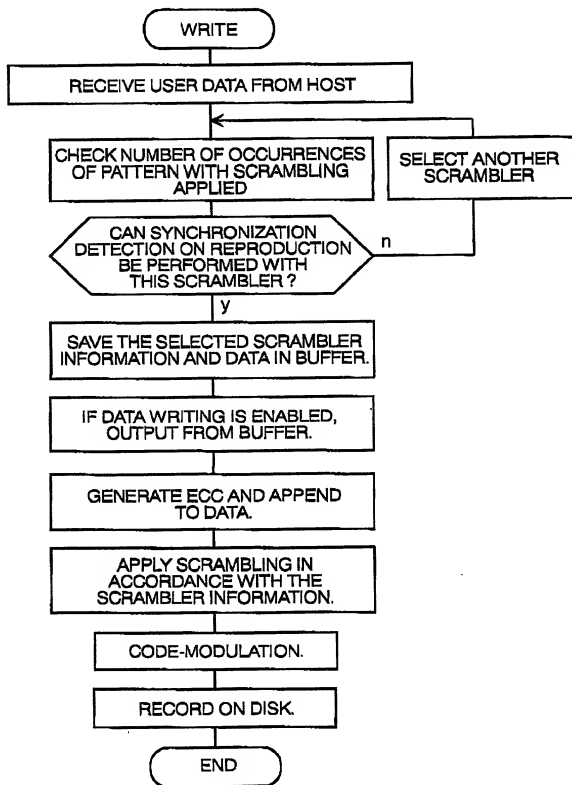 WRITE
RECEIVE USER DATA FROM HOST
CHECK NUMBER OF OCCURRENCES
OF PATTERN WITH SCRAMBLING
APPLIED
SELECT ANOTHER
SCRAMBLER
CAN SYNCHRONIZATION
DETECTION ON REPRODUCTION
BE PERFORMED WITH
THIS SCRAMBLER ?
n
y
SAVE THE SELECTED SCRAMBLER
INFORMATION AND DATA IN BUFFER.
IF DATA WRITING IS ENABLED,
OUTPUT FROM BUFFER.
GENERATE ECC AND APPEND
TO DATA.
APPLY SCRAMBLING IN
ACCORDANCE WITH THE
SCRAMBLER INFORMATION.
CODE-MODULATION.
RECORD ON DISK.
END